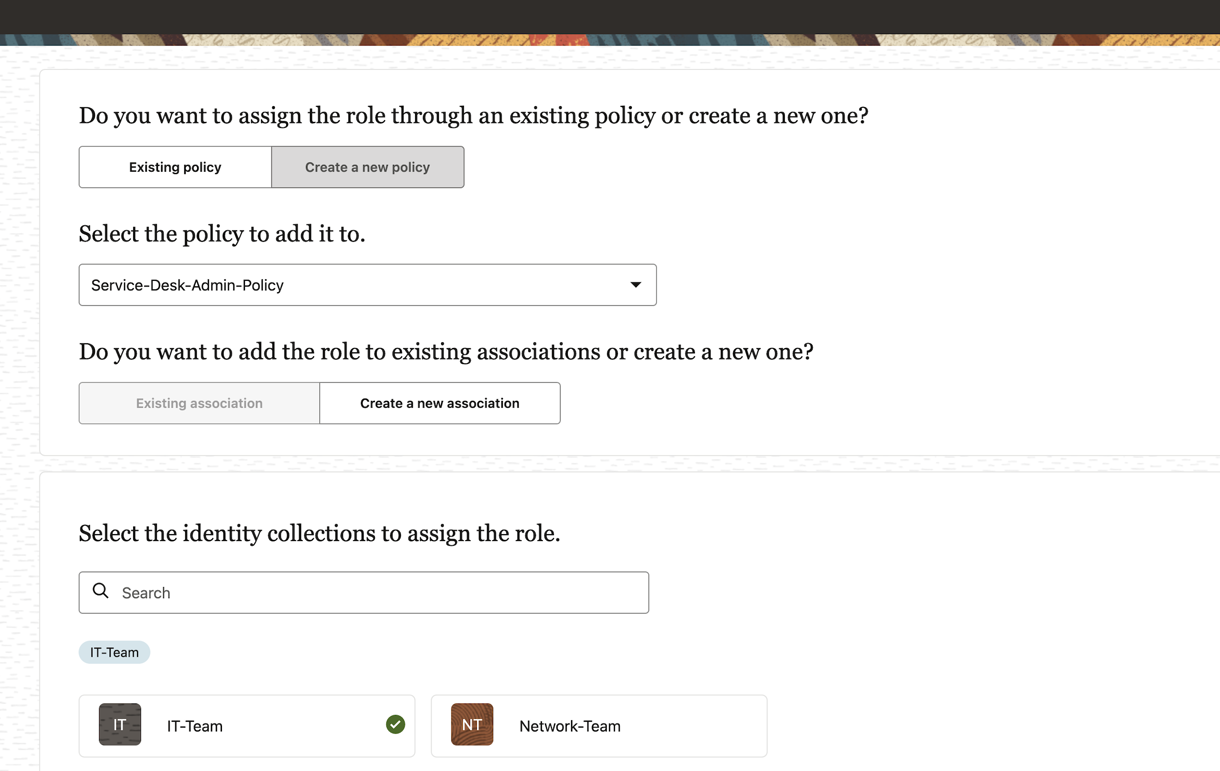 Do you want to assign the role through an existing policy or create a new one?
Existing policy
Create a new policy
Select the policy to add it to.
Service-Desk-Admin-Policy
Do you want to add the role to existing associations or create a new one?
Existing association
Create a new association
Select the identity collections to assign the role.
Search
IT-Team
IT
IT-Team
NT
Network-Team